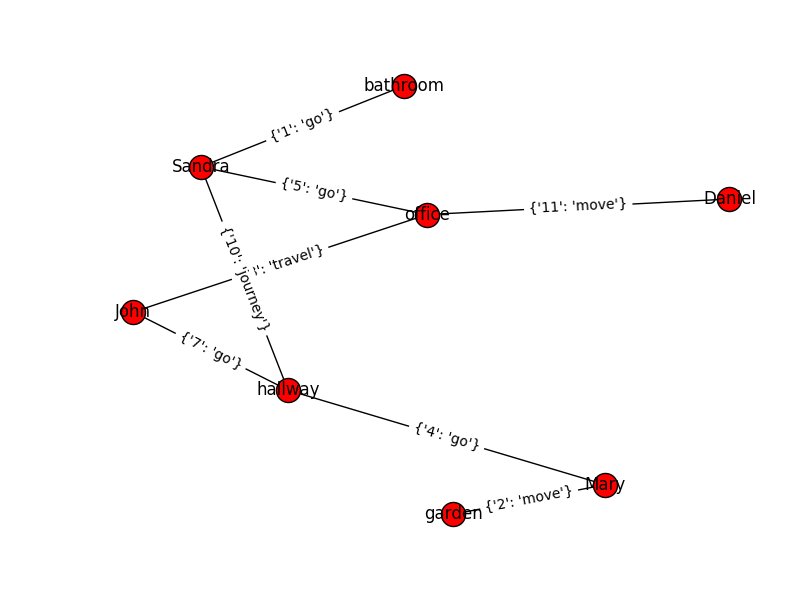 bathroom
{'1': 'go'}
Sandra
{'5': 'go'}
Daniel
{'11': 'move'}
office
{'10': 'journey'}
'travel'}
John
{'7': 'go'}
hallway
{'4': 'go'}
Mary
{'2': 'move'}
garden